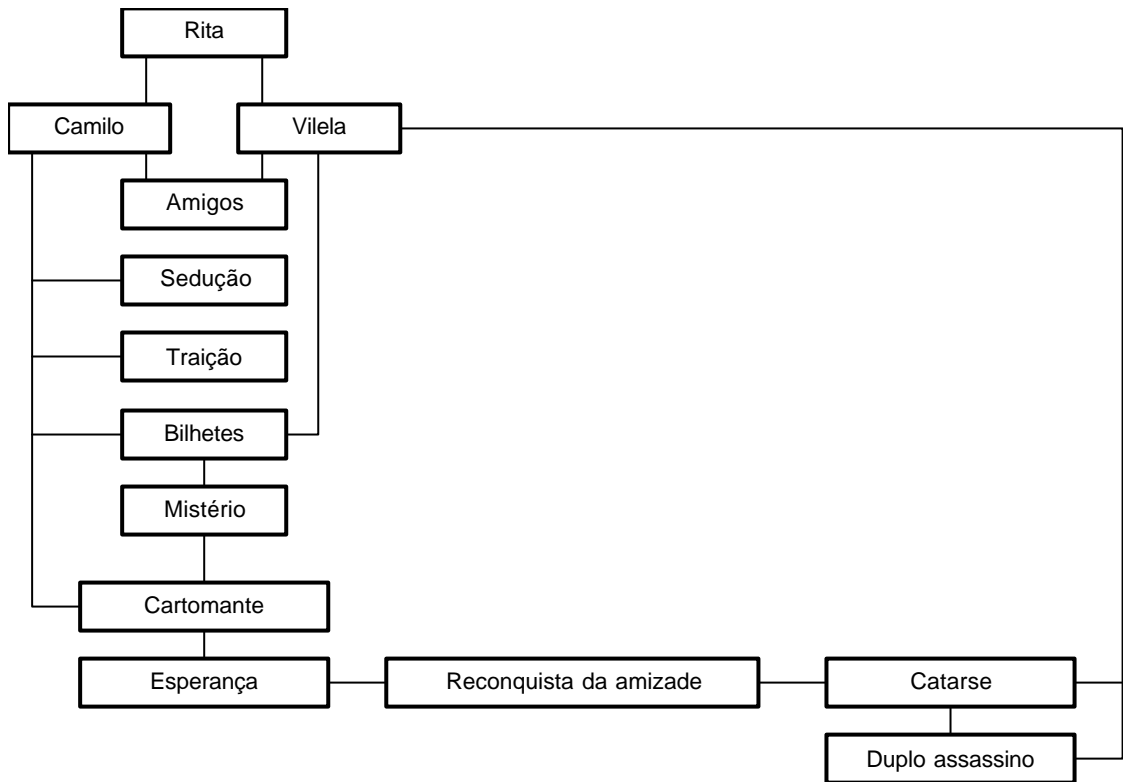 Rita
Camilo
Vilela
Amigos
Sedução
Traição
Bilhetes
Mistério
Cartomante
Esperança
Reconquista da amizade
Catarse
Duplo assassino